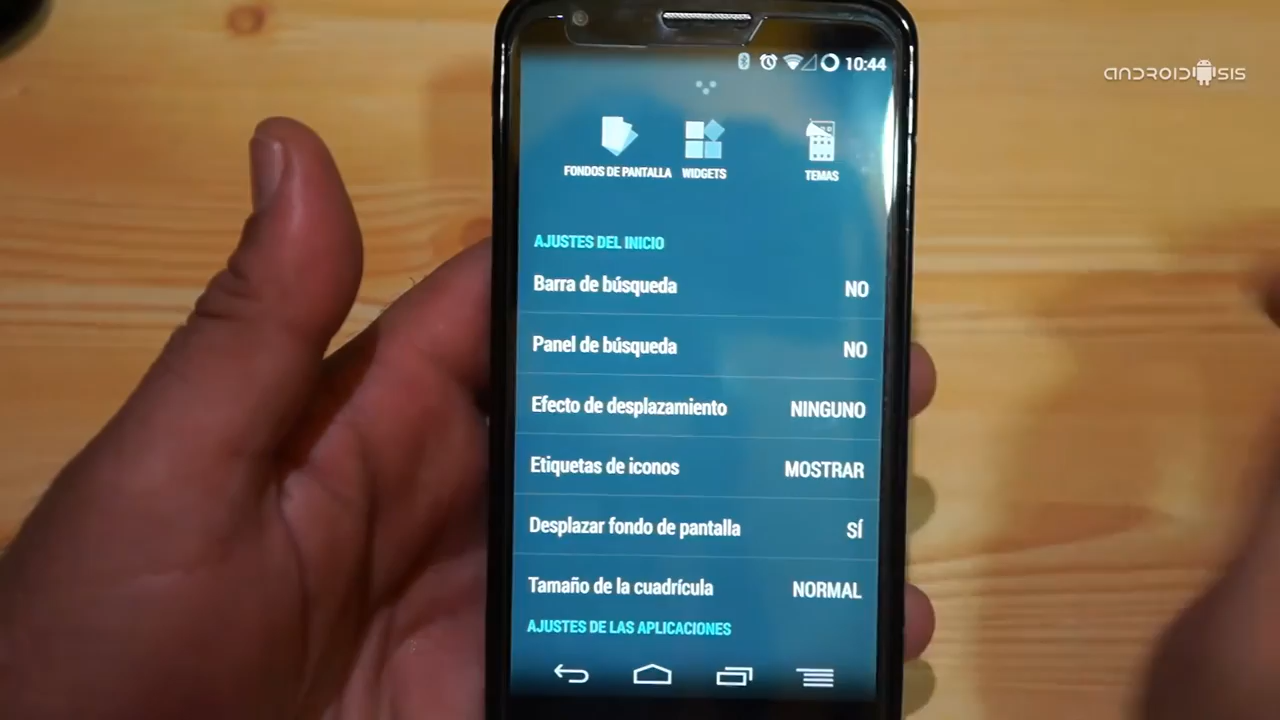 10:44
ANDROIDSIS
FONDOS DE PANTALLA
WIDGETS
TEMAS
AJUSTES DEL INICIO
Barra de búsqueda NO
Panel de búsqueda NO
Efecto de desplazamiento NINGUNO
Etiquetas de iconos MOSTRAR
Desplazar fondo de pantalla SÍ
Tamaño de la cuadrícula NORMAL
AJUSTES DE LAS APLICACIONES